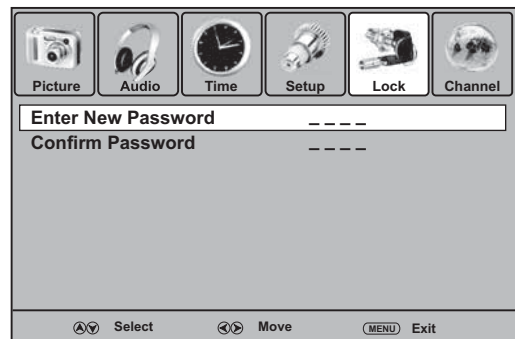 Picture Audio Time Setup Lock Channel
Enter New Password _ _ _ _
Confirm Password _ _ _ _
Select Move MENU Exit